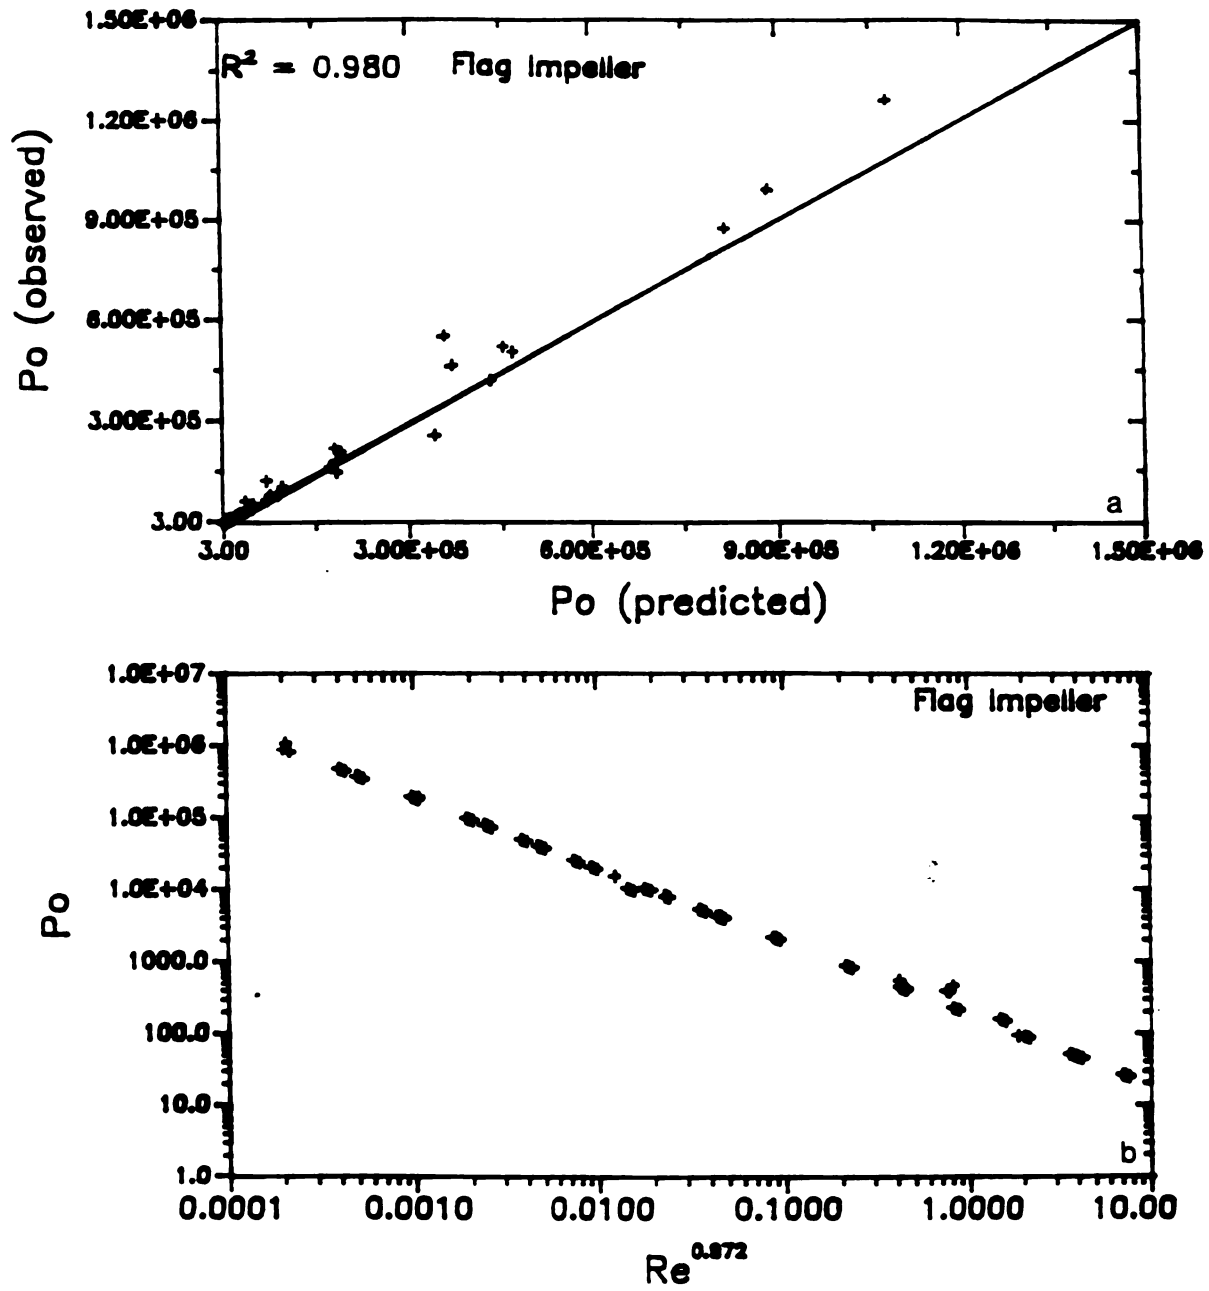 1.50E+06
R² = 0.980 Flag Impeller
1.20E+06
9.00E+05
6.00E+05
3.00E+05
3.00
Po (observed)
a
3.00 3.00E+05 6.00E+05 9.00E+05 1.20E+06 1.50E+06
Po (predicted)
1.0E+07
Flag Impeller
1.0E+06
1.0E+05
1.0E+04
1000.0
100.0
10.0
1.0
Po
b
0.0001 0.0010 0.0100 0.1000 1.0000 10.00
Re^0.872